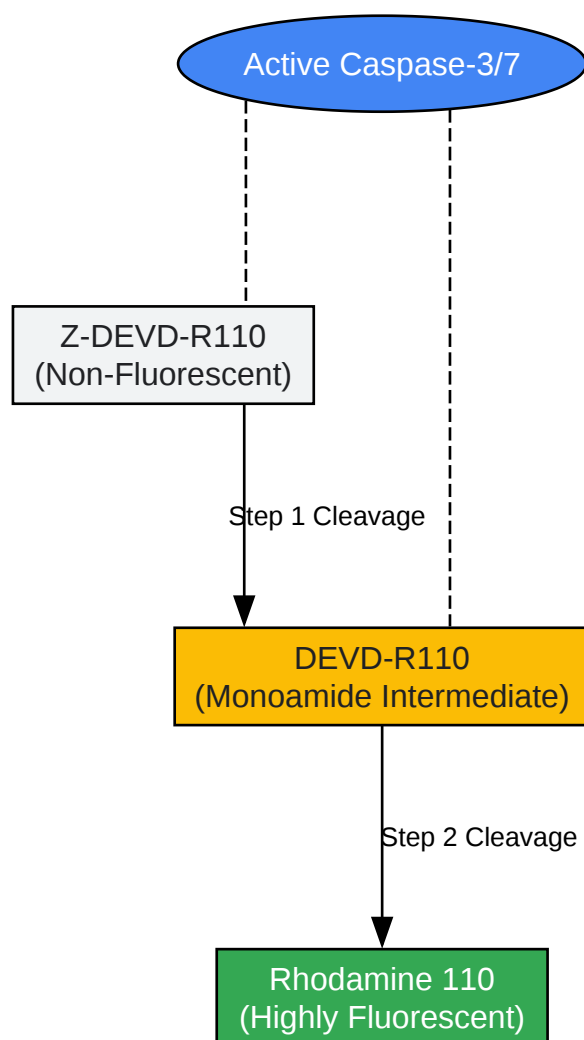 Active Caspase-3/7
Z-DEVD-R110
(Non-Fluorescent)
Step 1 Cleavage
DEVD-R110
(Monoamide Intermediate)
Step 2 Cleavage
Rhodamine 110
(Highly Fluorescent)